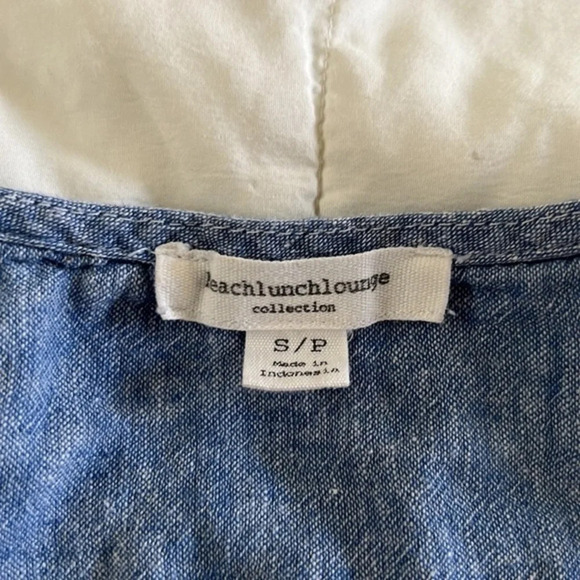 beachlunchlounge
collection
S/P
Made in
Indonesia